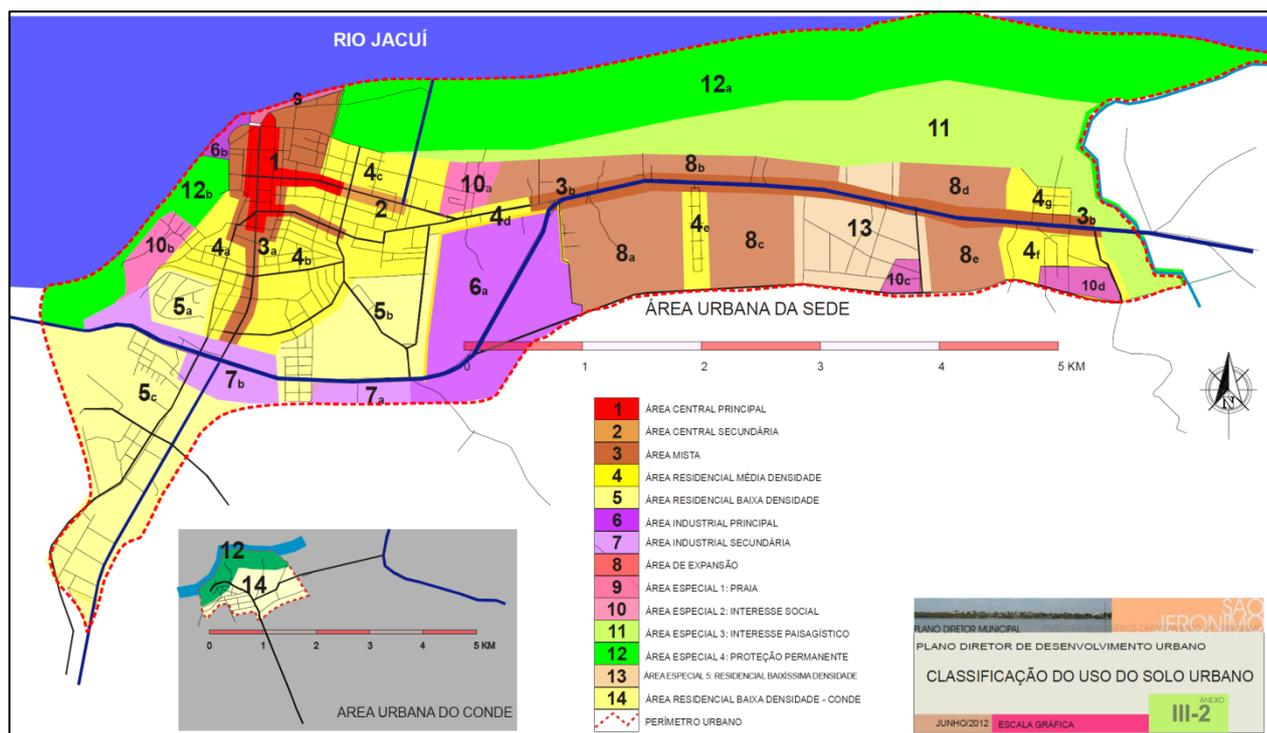 RIO JACUÍ
12a
11
9
6b
1
4c
12b
2
10a
3b
8b
8d
4g
3b
10b
4a
3a
4b
4d
8a
4e
8c
13
8e
4f
10c
10d
5a
5b
6a
ÁREA URBANA DA SEDE
0
1
2
3
4
5 KM
5c
7b
7a
N
1 ÁREA CENTRAL PRINCIPAL
2 ÁREA CENTRAL SECUNDÁRIA
3 ÁREA MISTA
4 ÁREA RESIDENCIAL MÉDIA DENSIDADE
5 ÁREA RESIDENCIAL BAIXA DENSIDADE
6 ÁREA INDUSTRIAL PRINCIPAL
7 ÁREA INDUSTRIAL SECUNDÁRIA
8 ÁREA DE EXPANSÃO
9 ÁREA ESPECIAL 1: PRAIA
10 ÁREA ESPECIAL 2: INTERESSE SOCIAL
11 ÁREA ESPECIAL 3: INTERESSE PAISAGÍSTICO
12 ÁREA ESPECIAL 4: PROTEÇÃO PERMANENTE
13 ÁREA ESPECIAL 5: RESIDENCIAL BAIXÍSSIMA DENSIDADE
14 ÁREA RESIDENCIAL BAIXA DENSIDADE - CONDE
PERÍMETRO URBANO
12
14
0 1 2 3 4 5 KM
AREA URBANA DO CONDE
SÃO
JERONIMO
PLANO DIRETOR MUNICIPAL
PLANO DIRETOR DE DESENVOLVIMENTO URBANO
CLASSIFICAÇÃO DO USO DO SOLO URBANO
ANEXO
III-2
JUNHO/2012 ESCALA GRÁFICA